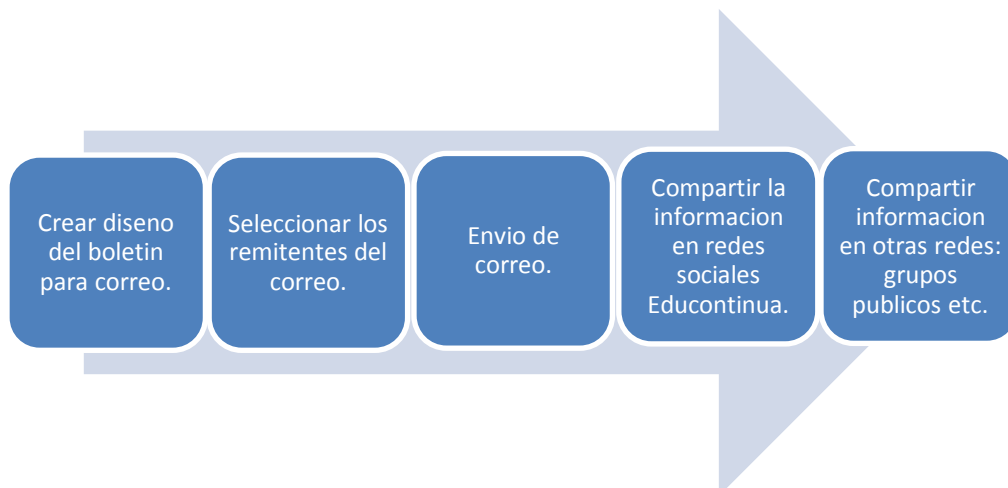 Crear diseno
del boletin
para correo.
Seleccionar los
remitentes del
correo.
Envio de
correo.
Compartir la
informacion
en redes
sociales
Educontinua.
Compartir
informacion
en otras redes:
grupos
publicos etc.